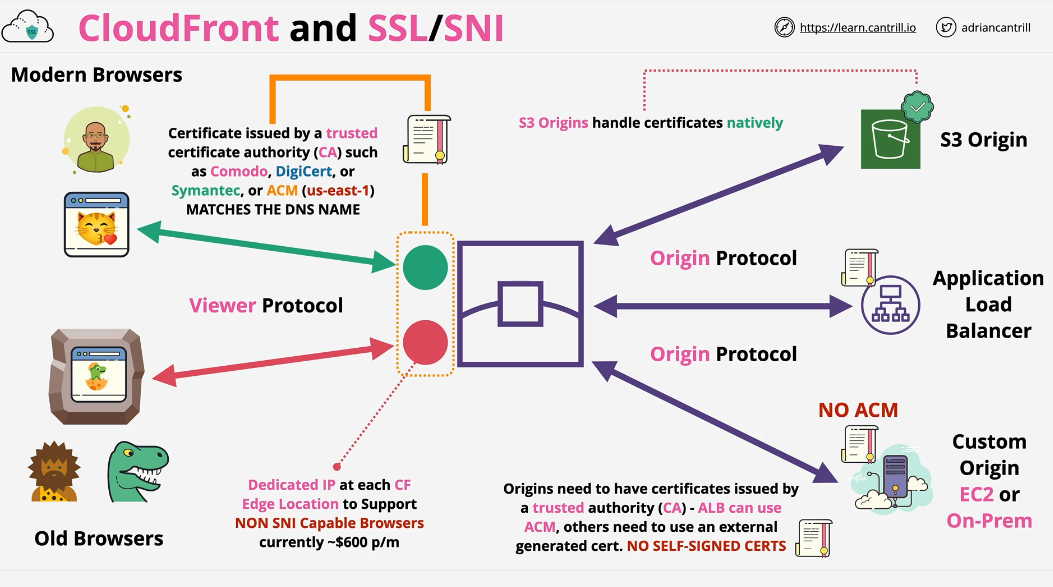 CloudFront and SSL/SNI
https://learn.cantrill.io
adriancantrill
Modern Browsers
Certificate issued by a trusted
certificate authority (CA) such
as Comodo, DigiCert, or
Symantec, or ACM (us-east-1)
MATCHES THE DNS NAME
S3 Origins handle certificates natively
S3 Origin
Viewer Protocol
Origin Protocol
Application
Load
Balancer
Origin Protocol
NO ACM
Custom
Origin
EC2 or
On-Prem
Old Browsers
Dedicated IP at each CF
Edge Location to Support
NON SNI Capable Browsers
currently ~$600 p/m
Origins need to have certificates issued by
a trusted authority (CA) - ALB can use
ACM, others need to use an external
generated cert. NO SELF-SIGNED CERTS